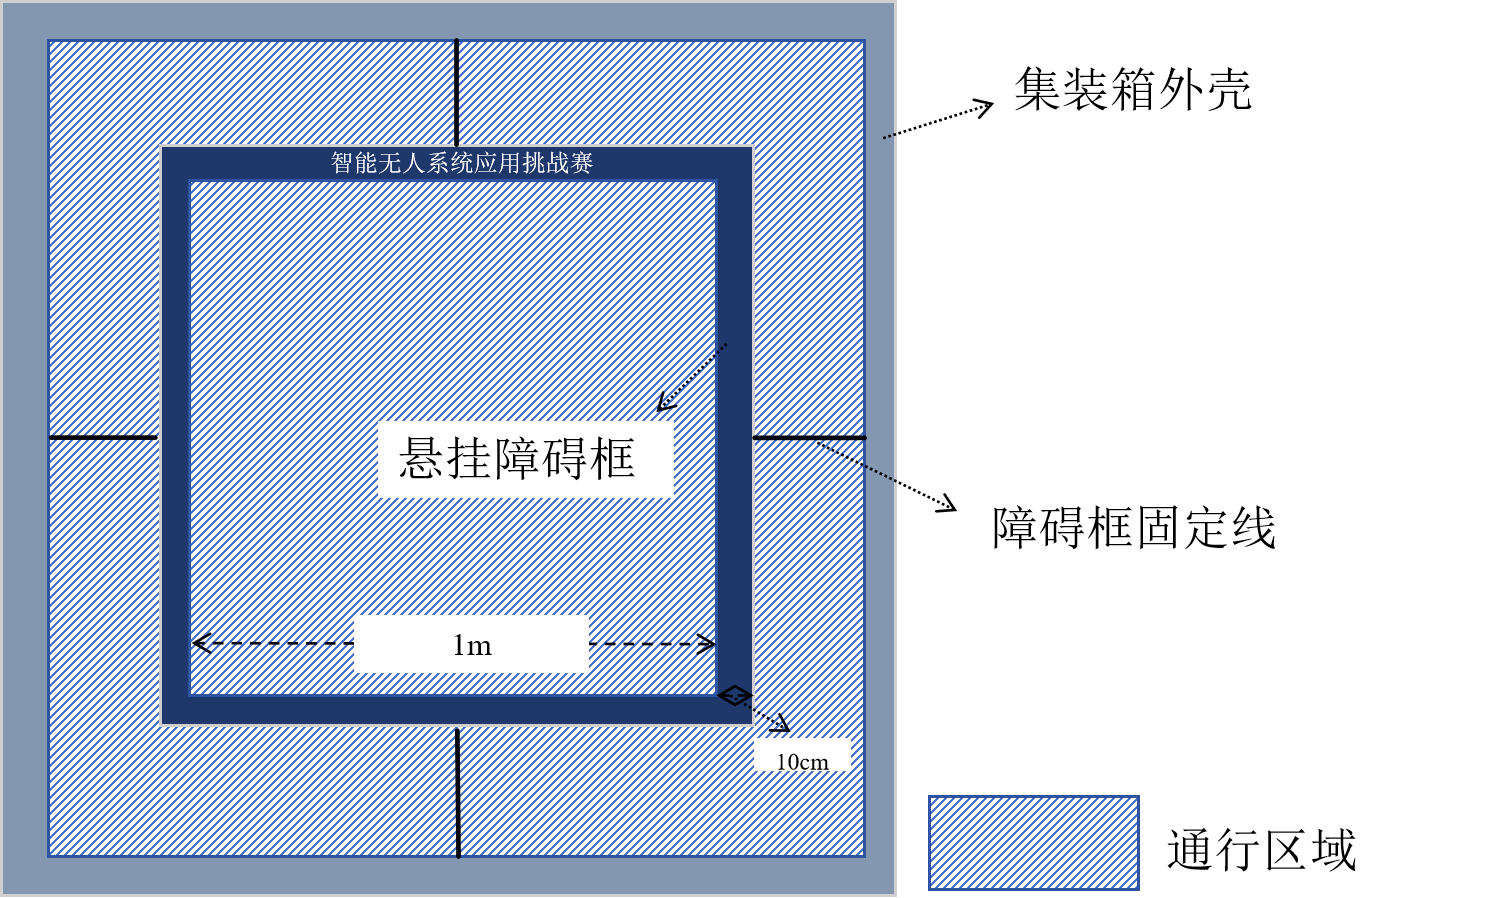 集装箱外壳
智能无人系统应用挑战赛
悬挂障碍框
障碍框固定线
1m
10cm
通行区域